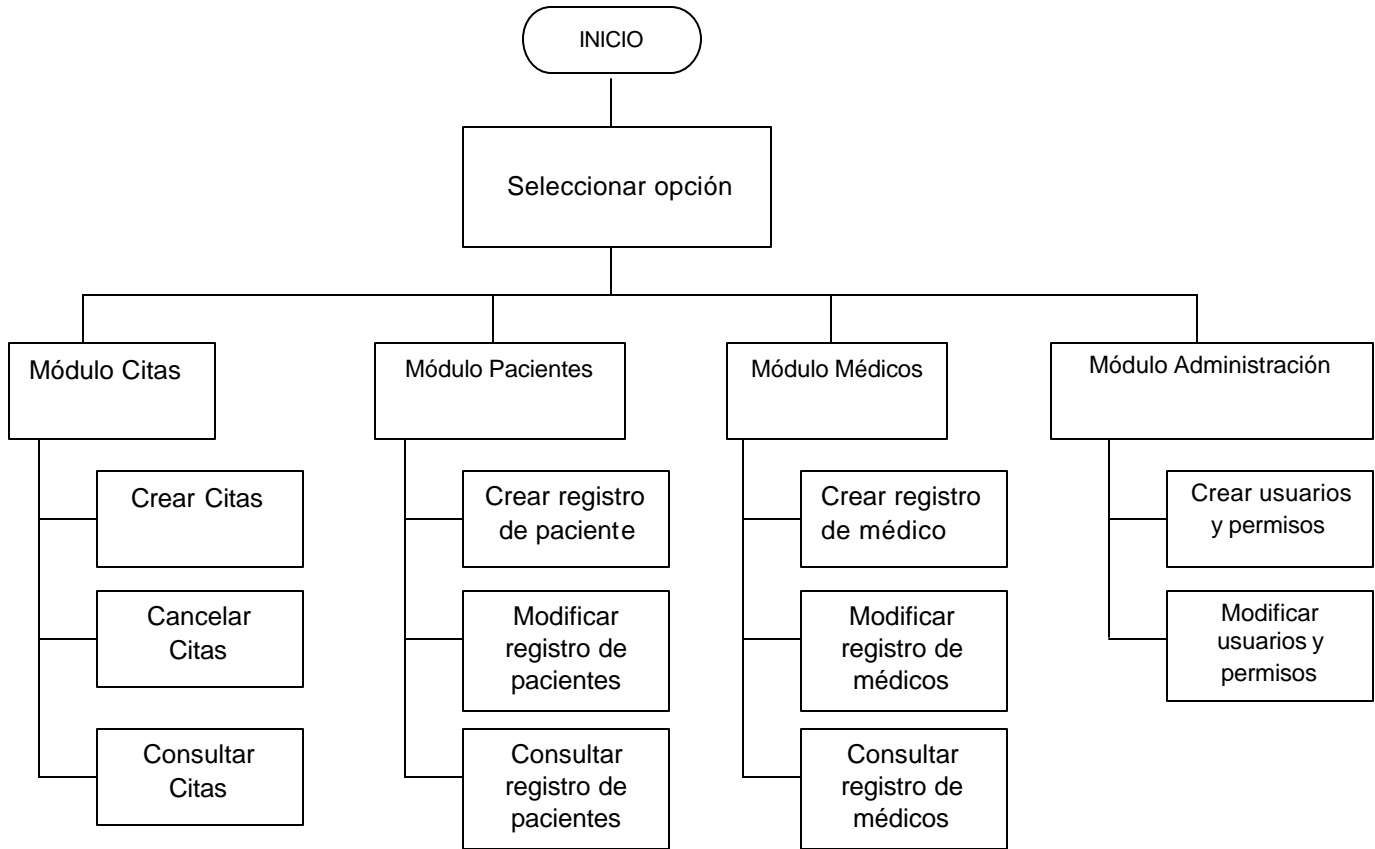 INICIO
Seleccionar opción
Módulo Citas
Módulo Pacientes
Módulo Médicos
Módulo Administración
Crear Citas
Crear registro
de paciente
Crear registro
de médico
Crear usuarios
y permisos
Cancelar
Citas
Modificar
registro de
pacientes
Modificar
registro de
médicos
Modificar
usuarios y
permisos
Consultar
Citas
Consultar
registro de
pacientes
Consultar
registro de
médicos